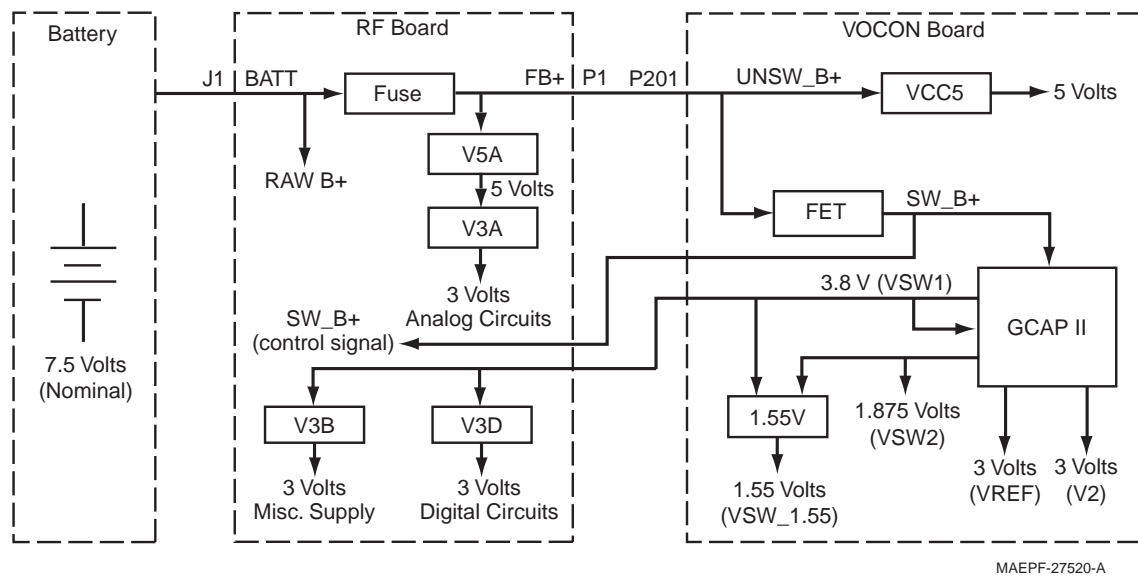 Battery
RF Board
VOCON Board
J1
BATT
Fuse
FB+
P1
P201
UNSW_B+
VCC5
5 Volts
RAW B+
V5A
5 Volts
V3A
3 Volts
Analog Circuits
FET
SW_B+
3.8 V (VSW1)
GCAP II
SW_B+
(control signal)
7.5 Volts
(Nominal)
V3B
V3D
3 Volts
Misc. Supply
3 Volts
Digital Circuits
1.55V
1.875 Volts
(VSW2)
1.55 Volts
(VSW_1.55)
3 Volts
(VREF)
3 Volts
(V2)
MAEPF-27520-A